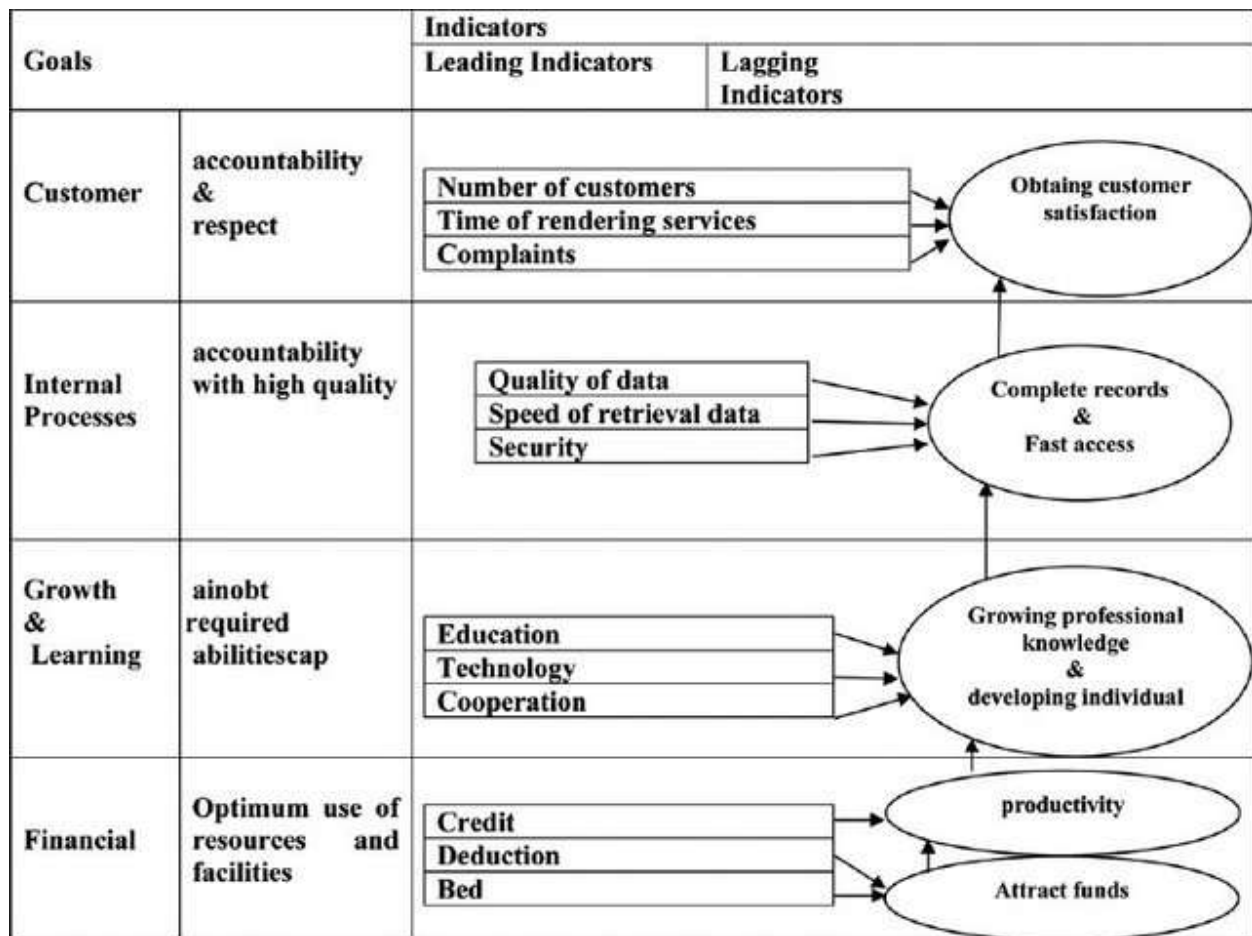 Goals
Indicators
Leading Indicators
Lagging
Indicators
Customer
accountability
&
respect
Number of customers
Time of rendering services
Complaints
Obtaing customer
satisfaction
Internal
Processes
accountability
with high quality
Quality of data
Speed of retrieval data
Security
Complete records
&
Fast access
Growth
&
Learning
ainobt
required
abilitiescap
Education
Technology
Cooperation
Growing professional
knowledge
&
developing individual
Financial
Optimum use of
resources and
facilities
Credit
Deduction
Bed
productivity
Attract funds